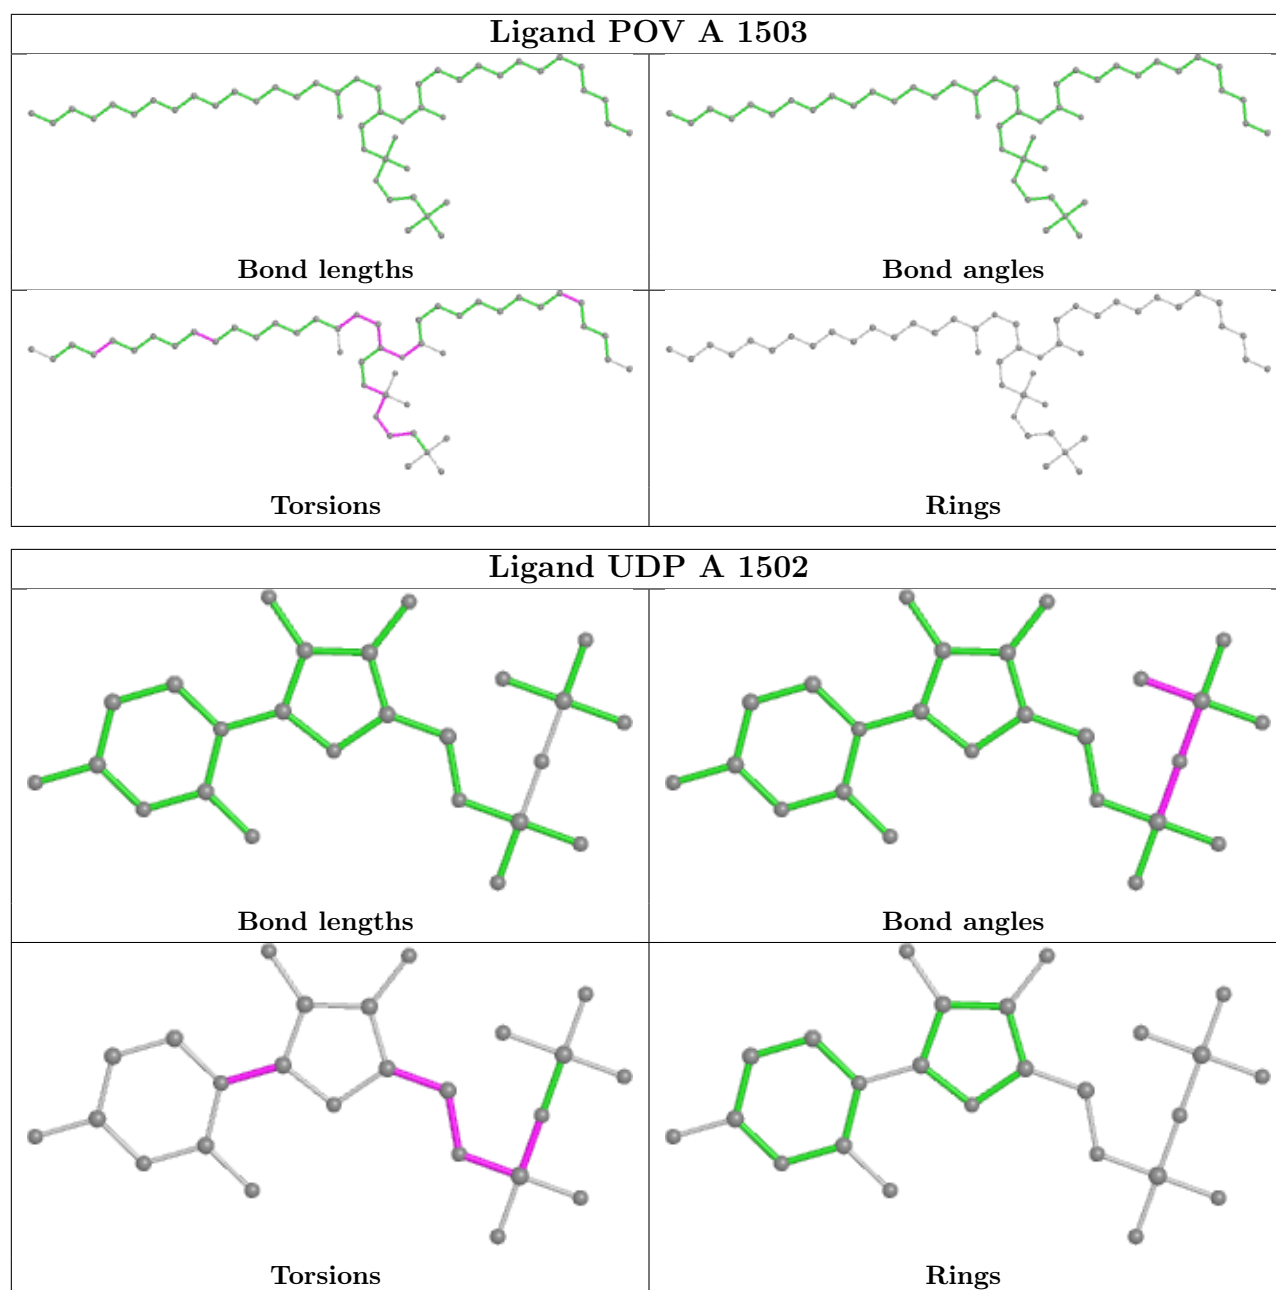 Ligand POV A 1503
Bond lengths
Bond angles
Torsions
Rings
Ligand UDP A 1502
Bond lengths
Bond angles
Torsions
Rings